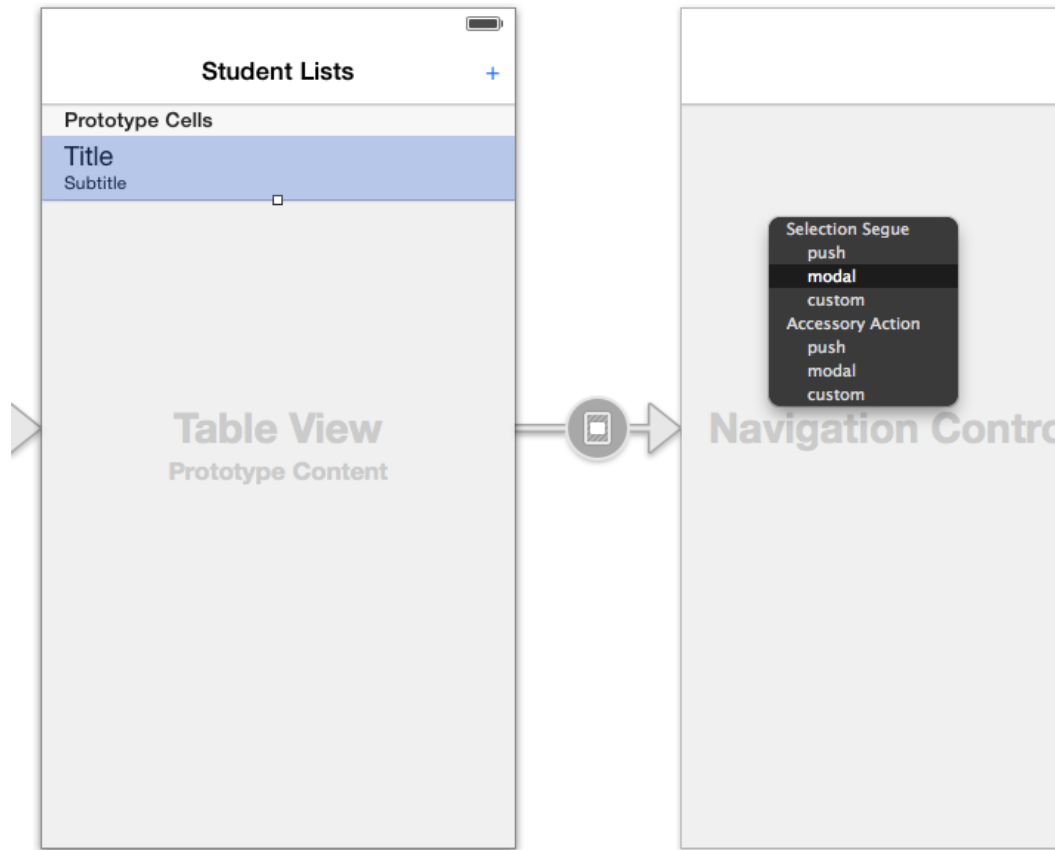 Student Lists
+
Prototype Cells
Title
Subtitle
Table View
Prototype Content
Selection Segue
push
modal
custom
Accessory Action
push
modal
custom
Navigation Contro